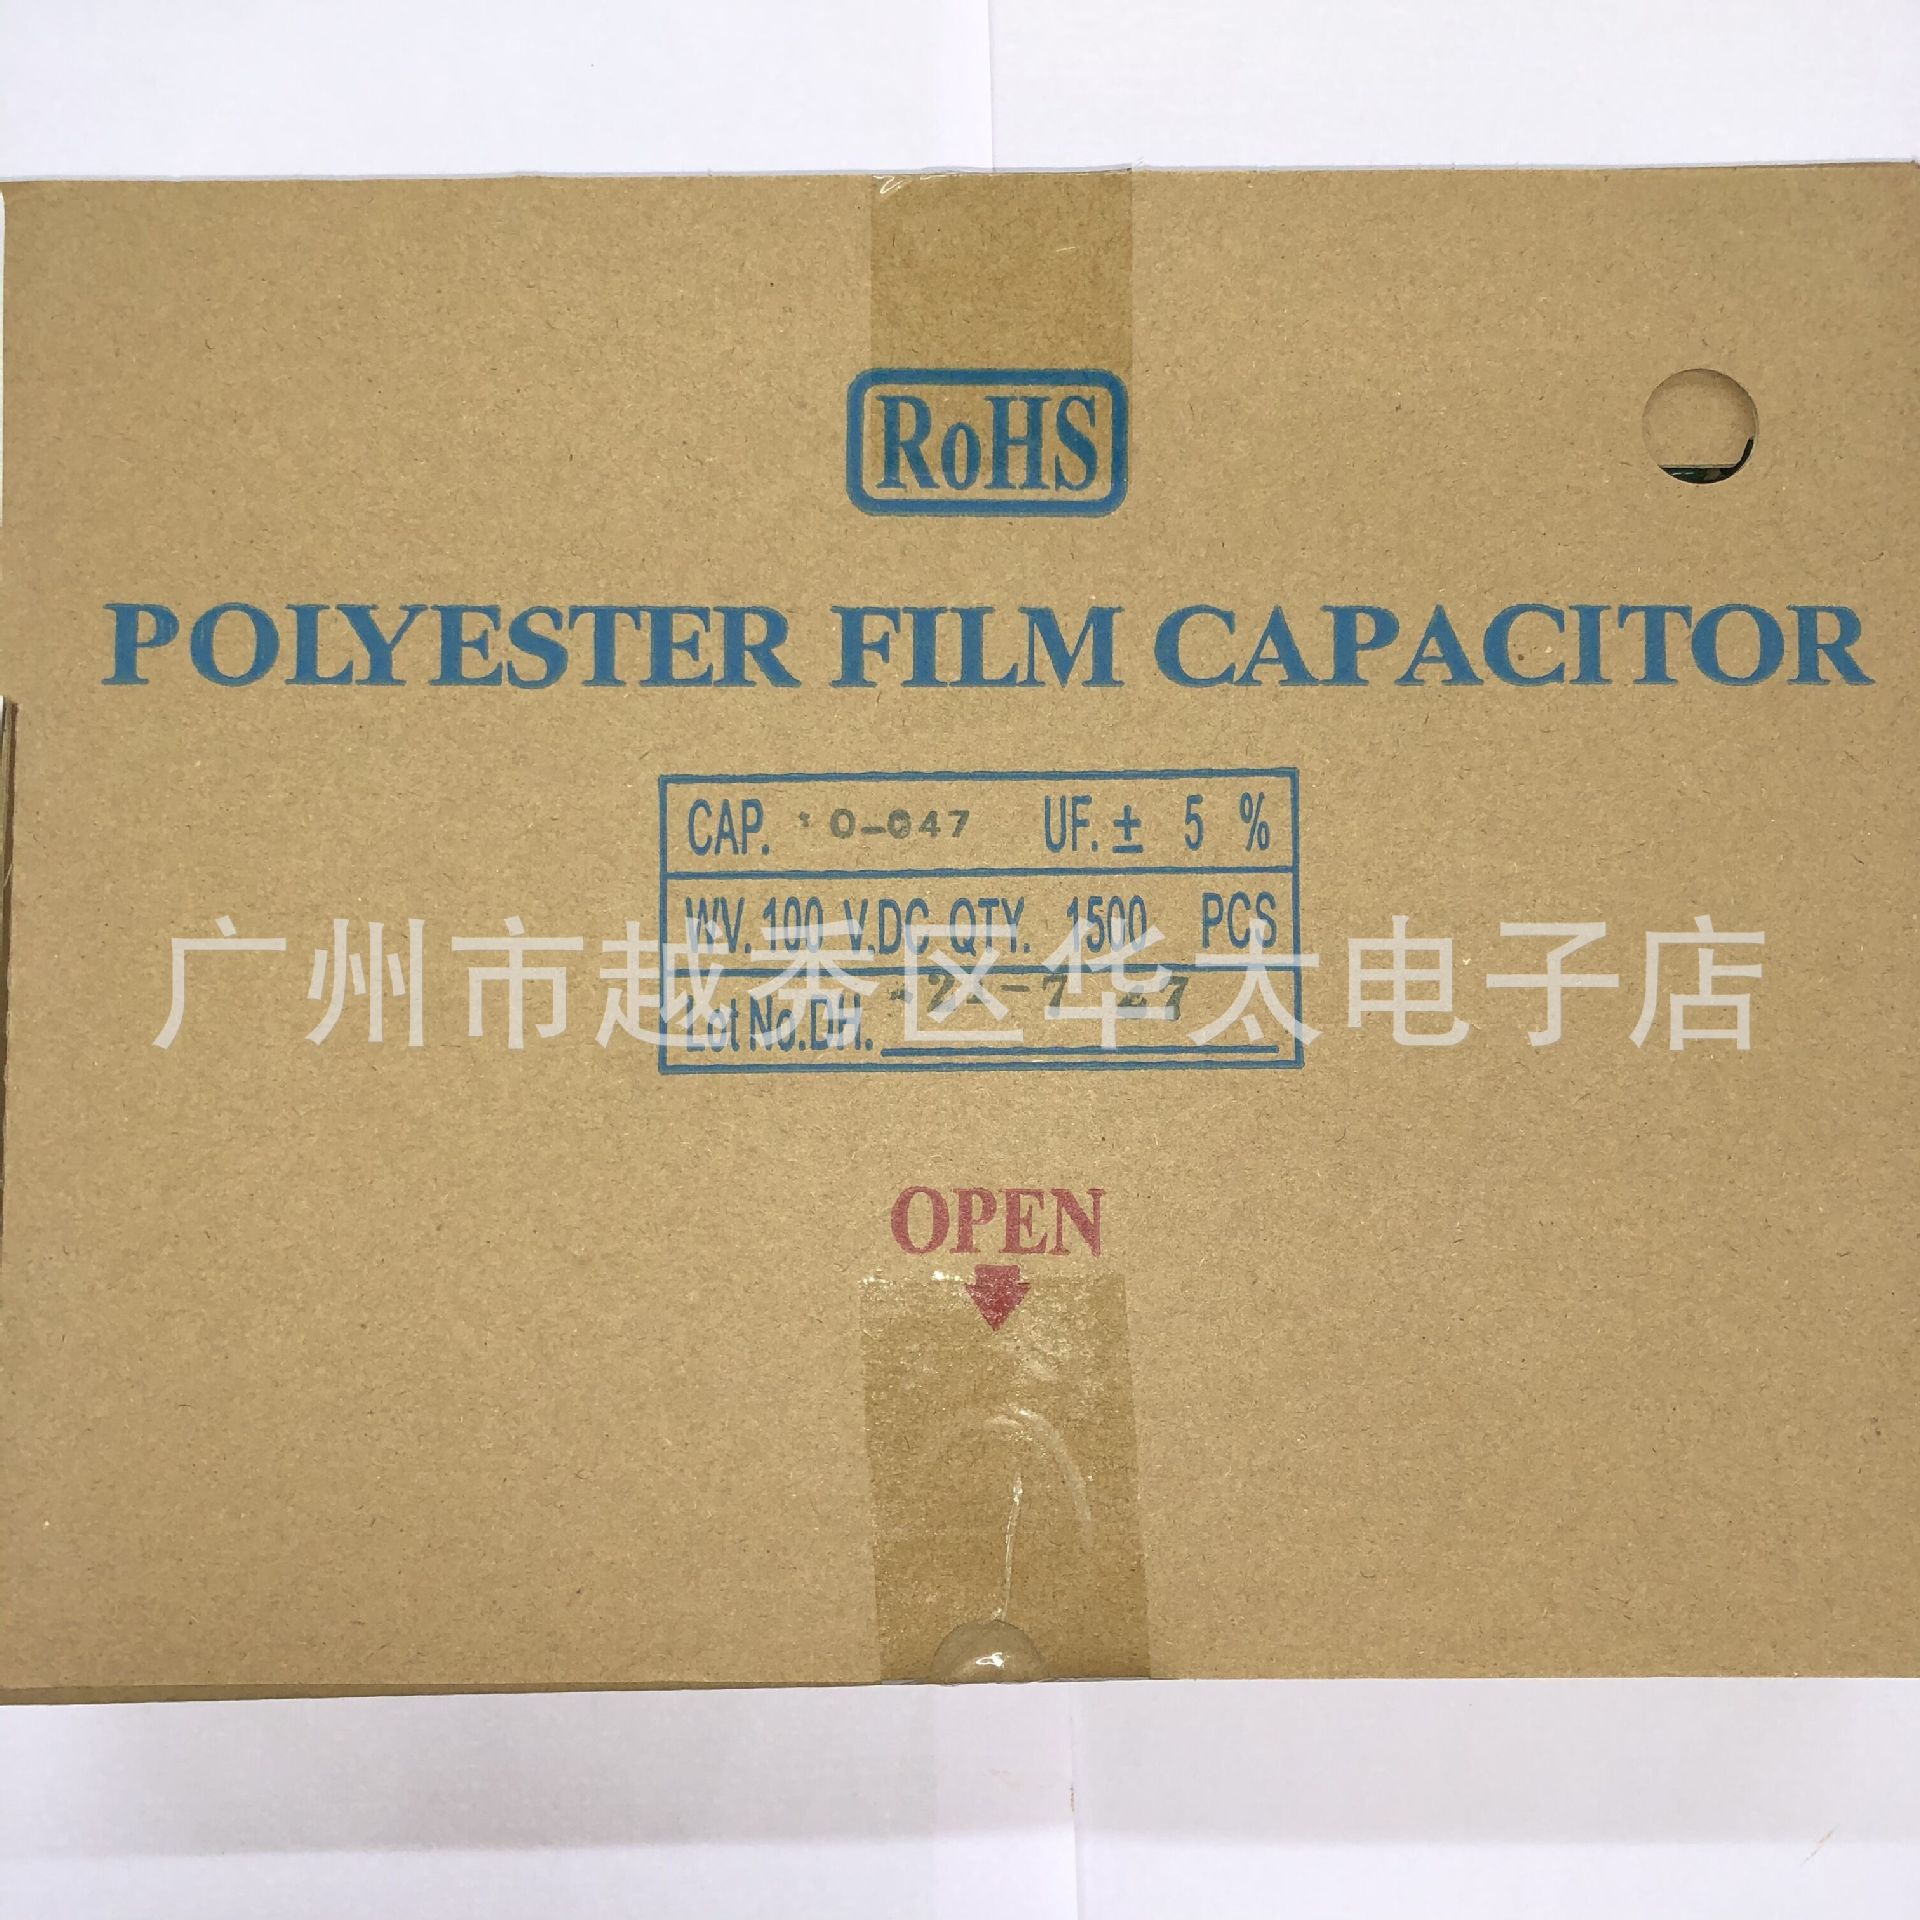 RoHS
POLYESTER FILM CAPACITOR
CAP. 0-047 UF. ± 5 %
WV. 100 V.DC QTY. 1500 PCS
Lot No.DH.
广州市越秀区华太电子店
OPEN